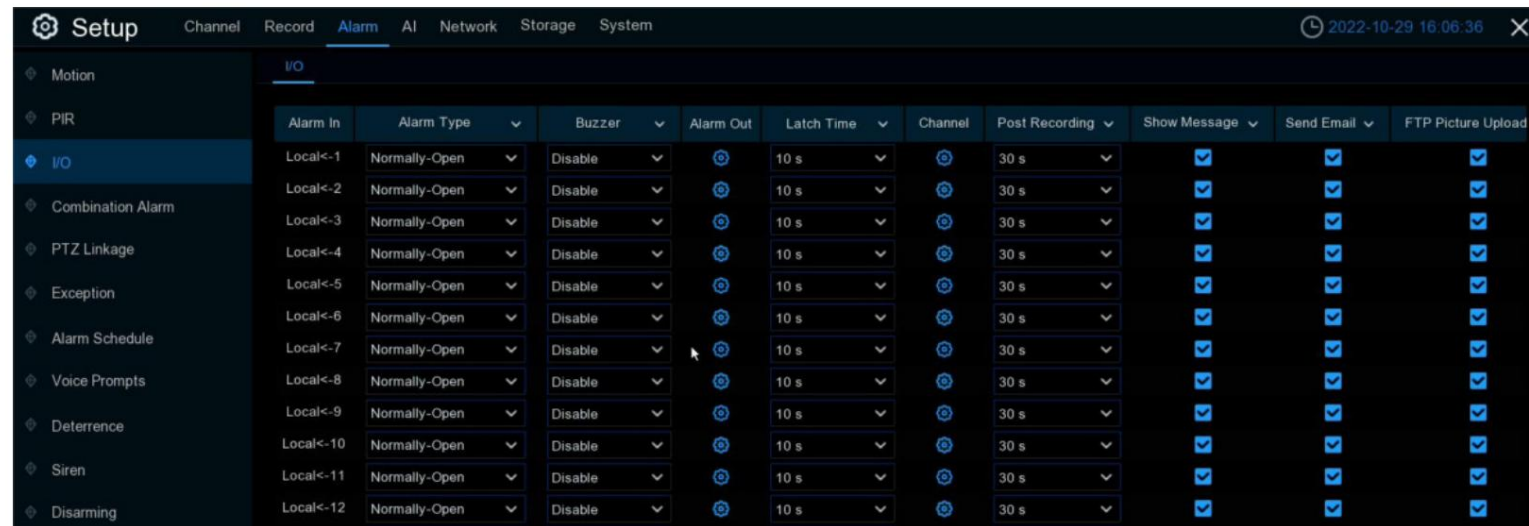 Setup Channel Record Alarm AI Network Storage System 2022-10-29 16:06:36
Motion
PIR
I/O
Combination Alarm
PTZ Linkage
Exception
Alarm Schedule
Voice Prompts
Deterrence
Siren
Disarming
I/O
Alarm In Alarm Type Buzzer Alarm Out Latch Time Channel Post Recording Show Message Send Email FTP Picture Upload
Local<-1 Normally-Open Disable 10 s 30 s
Local<-2 Normally-Open Disable 10 s 30 s
Local<-3 Normally-Open Disable 10 s 30 s
Local<-4 Normally-Open Disable 10 s 30 s
Local<-5 Normally-Open Disable 10 s 30 s
Local<-6 Normally-Open Disable 10 s 30 s
Local<-7 Normally-Open Disable 10 s 30 s
Local<-8 Normally-Open Disable 10 s 30 s
Local<-9 Normally-Open Disable 10 s 30 s
Local<-10 Normally-Open Disable 10 s 30 s
Local<-11 Normally-Open Disable 10 s 30 s
Local<-12 Normally-Open Disable 10 s 30 s